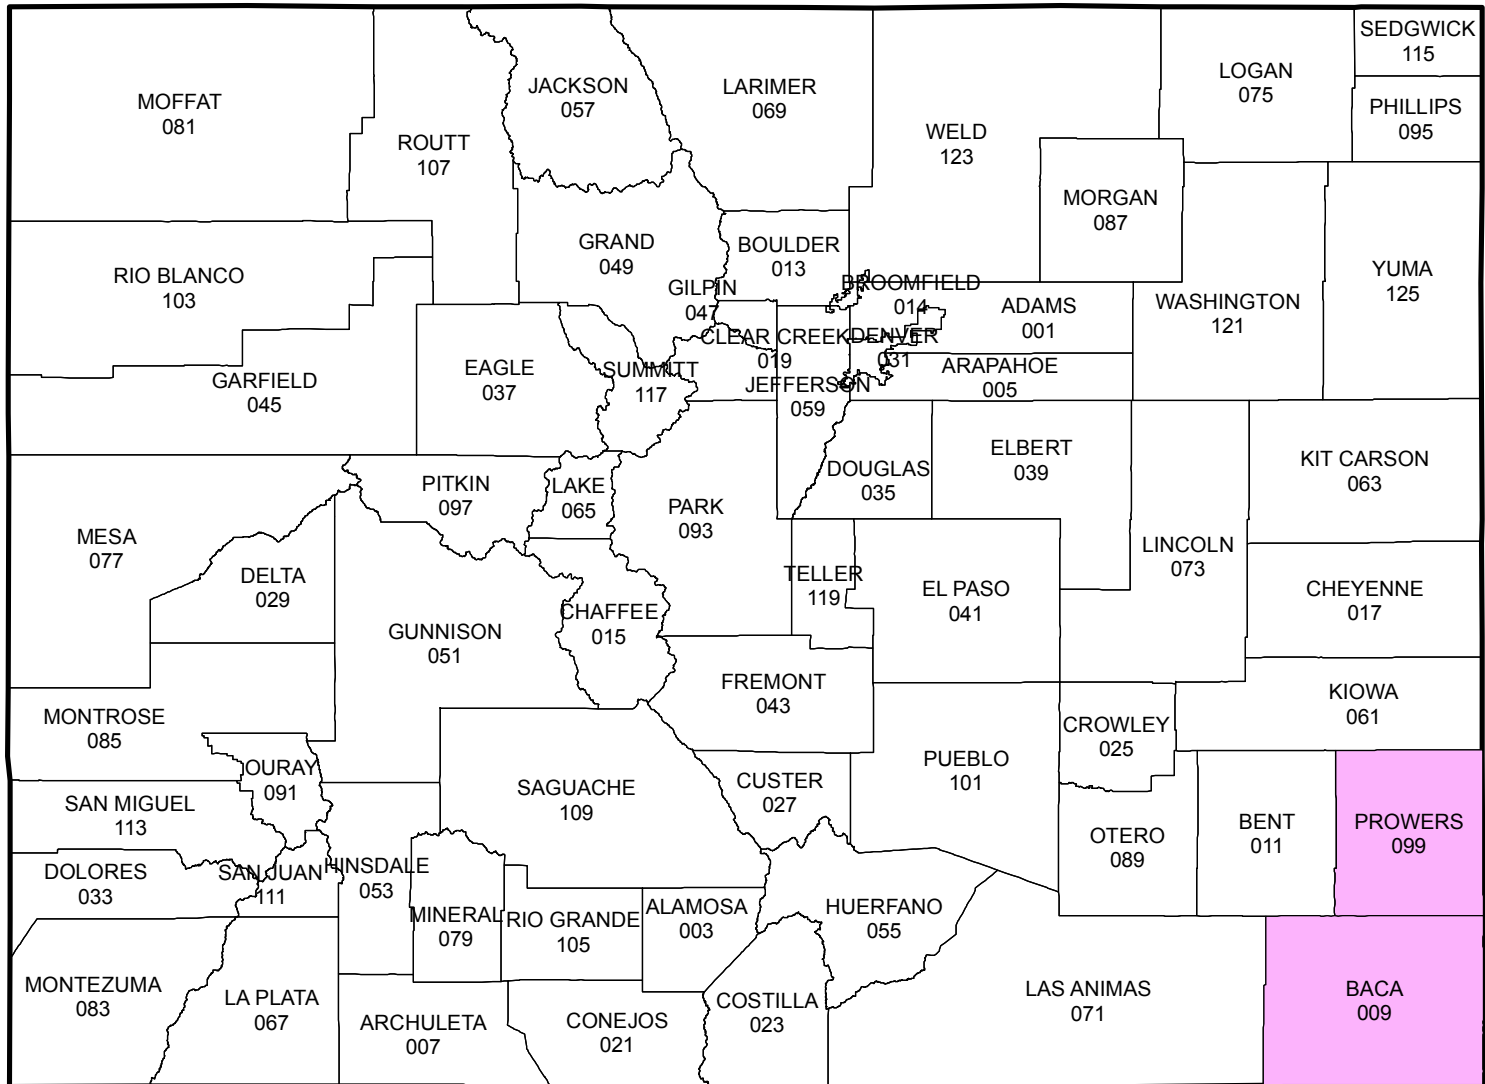 SEDGWICK
115
LOGAN
075
JACKSON
057
LARIMER
069
MOFFAT
081
PHILLIPS
095
WELD
123
ROUTT
107
MORGAN
087
GRAND
049
BOULDER
013
YUMA
125
RIO BLANCO
103
GILPIN
047
BROOMFIELD
014
ADAMS
001
WASHINGTON
121
CLEAR CREEK
019
DENVER
031
EAGLE
037
SUMMITT
117
ARAPAHOE
005
GARFIELD
045
JEFFERSON
059
ELBERT
039
KIT CARSON
063
DOUGLAS
035
PITKIN
097
LAKE
065
PARK
093
MESA
077
LINCOLN
073
DELTA
029
TELLER
119
EL PASO
041
CHEYENNE
017
CHAFFEE
015
GUNNISON
051
FREMONT
043
KIOWA
061
MONTROSE
085
CROWLEY
025
PUEBLO
101
OURAY
091
CUSTER
027
SAGUACHE
109
SAN MIGUEL
113
BENT
011
PROWERS
099
OTERO
089
DOLORES
033
SAN JUAN
111
HINSDALE
053
MINERAL
079
RIO GRANDE
105
ALAMOSA
003
HUERFANO
055
MONTEZUMA
083
LA PLATA
067
COSTILLA
023
LAS ANIMAS
071
BACA
009
ARCHULETA
007
CONEJOS
021